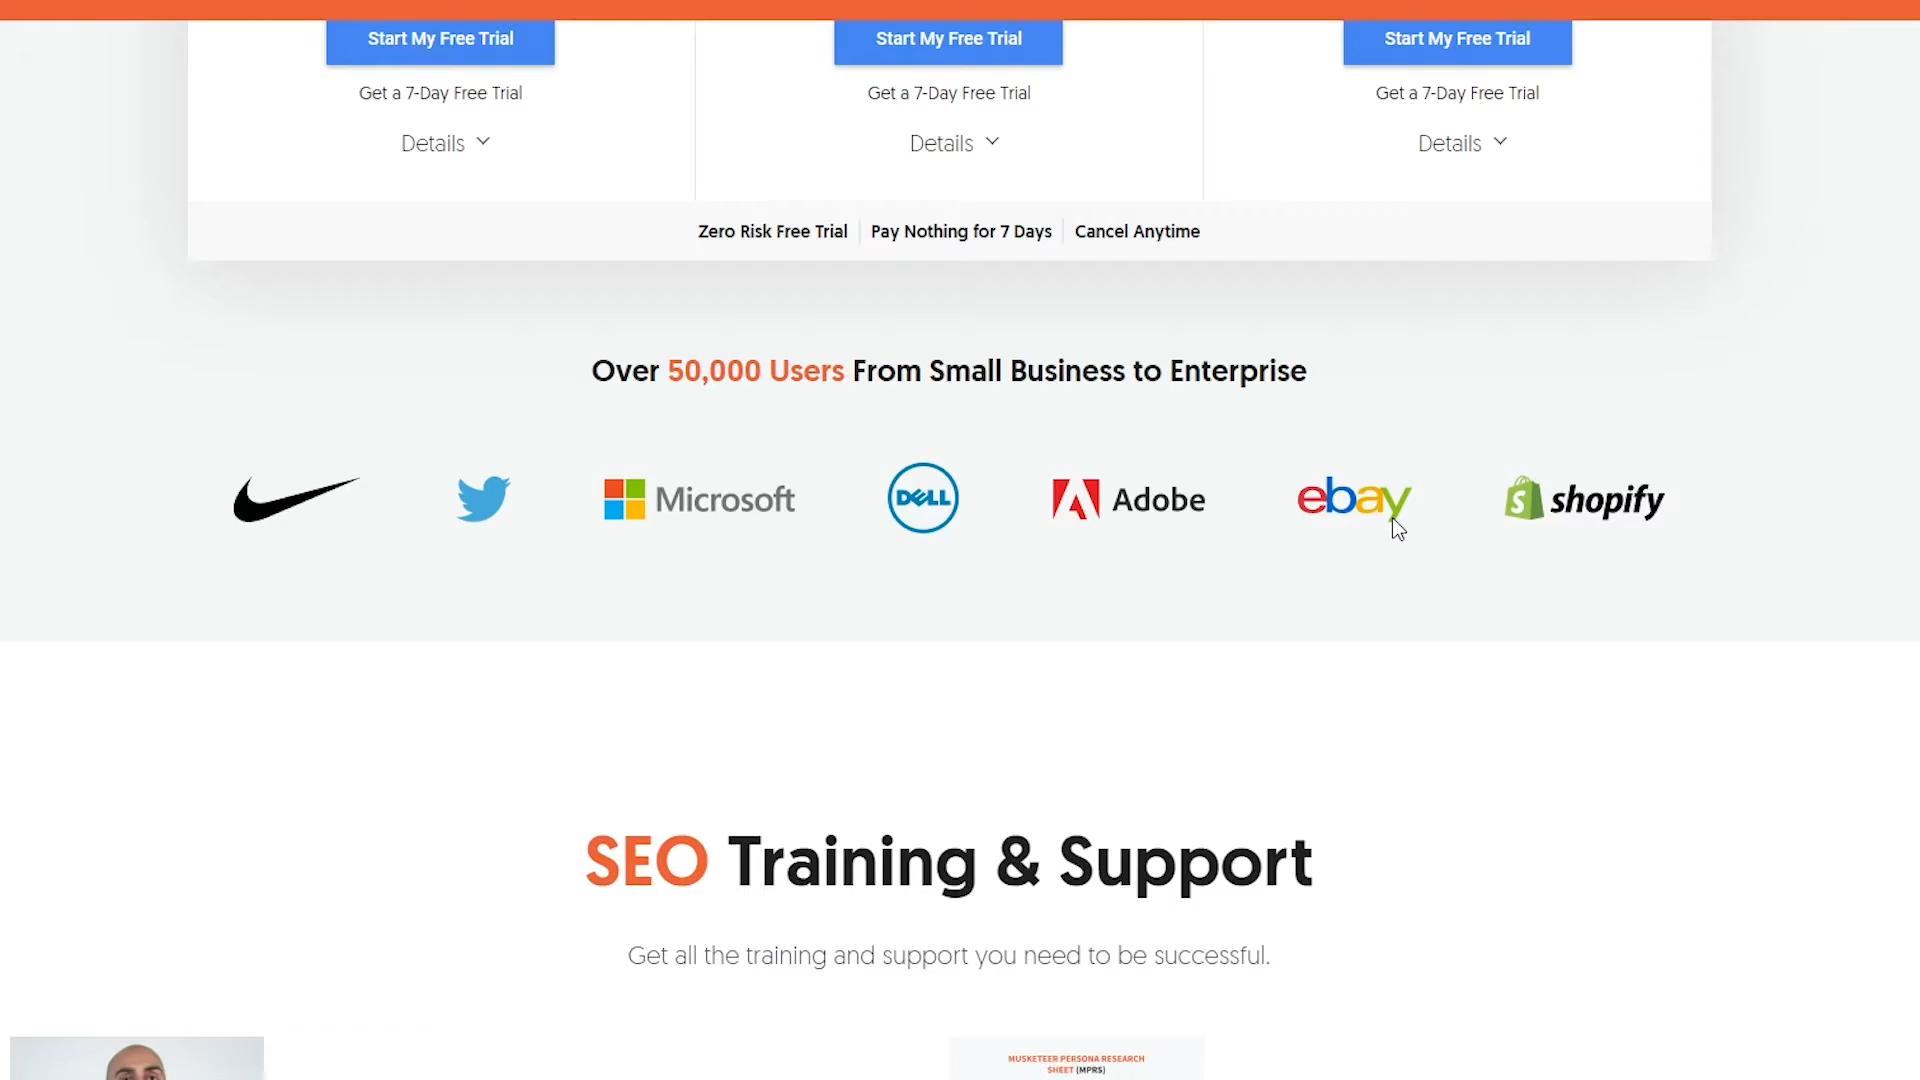 Start My Free Trial
Start My Free Trial
Start My Free Trial
Get a 7-Day Free Trial
Get a 7-Day Free Trial
Get a 7-Day Free Trial
Details
Details
Details
Zero Risk Free Trial Pay Nothing for 7 Days Cancel Anytime
Over 50,000 Users From Small Business to Enterprise
Microsoft
DELL
Adobe
ebay
shopify
SEO Training & Support
Get all the training and support you need to be successful.
MUSKETEER PERSONA RESEARCH
SHEET (MPRS)